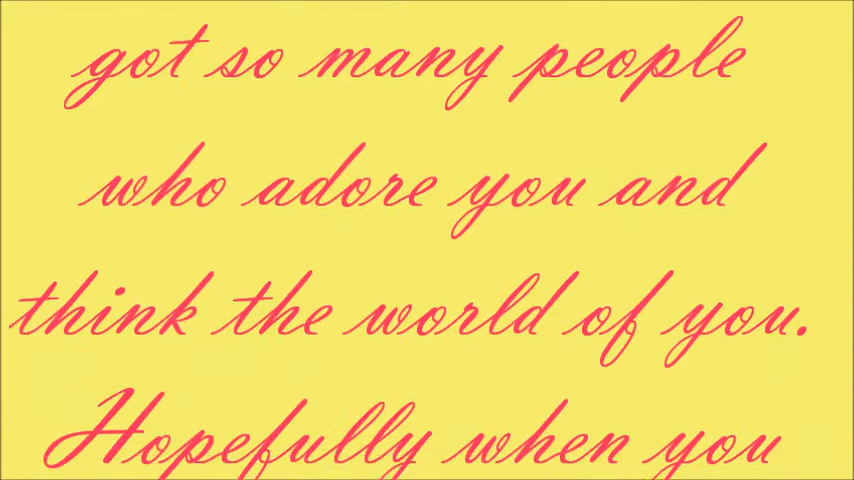 got so many people
who adore you and
think the world of you.
Hopefully when you